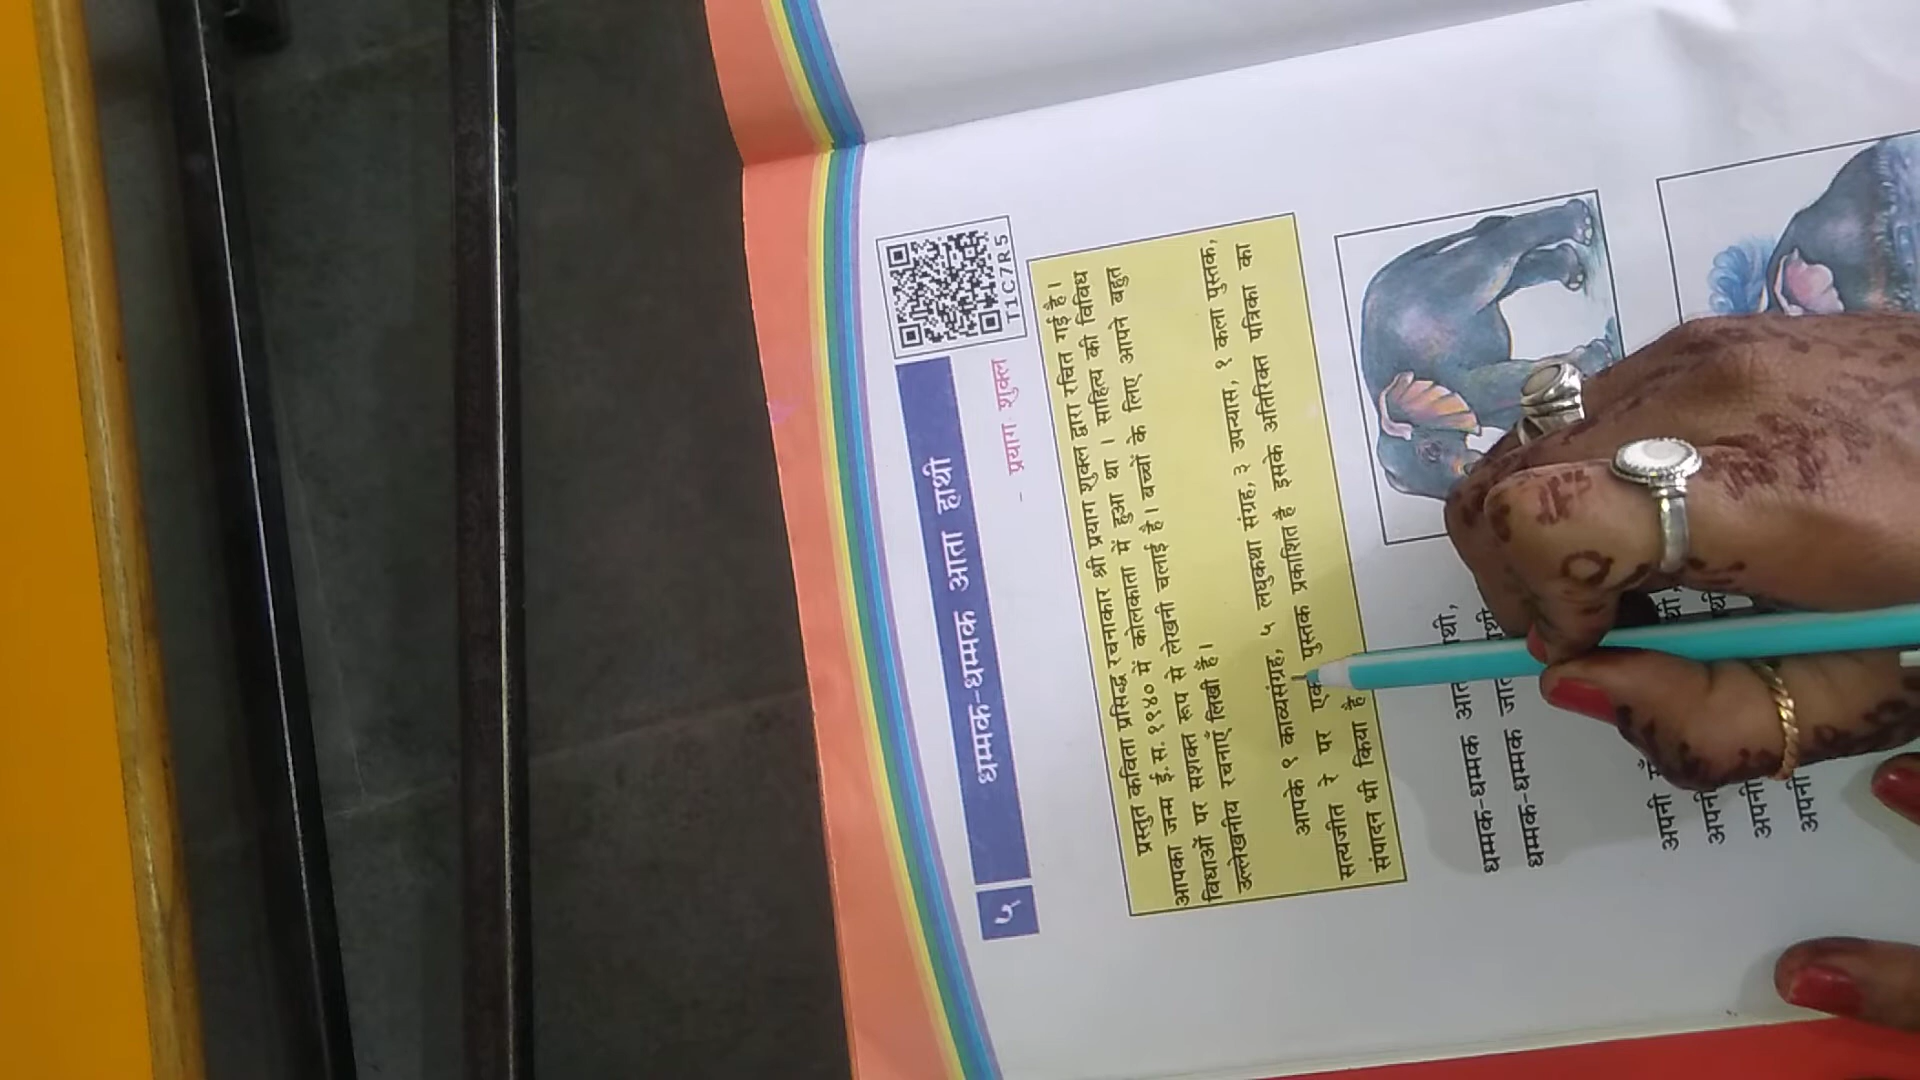 ५
धम्मक-धम्मक आता हाथी
- प्रयाग शुक्ल
T1C7R5
प्रस्तुत कविता प्रसिद्ध रचनाकार श्री प्रयाग शुक्ल द्वारा रचित गई है।
आपका जन्म ई.स. १९४० में कोलकाता में हुआ था । साहित्य की विविध
विधाओं पर सशक्त रूप से लेखनी चलाई है। बच्चों के लिए आपने बहुत
उल्लेखनीय रचनाएँ लिखी हैं।
आपके ९ काव्यसंग्रह, ५ लघुकथा संग्रह, ३ उपन्यास, १ कला पुस्तक,
सत्यजीत रे पर एक पुस्तक प्रकाशित है इसके अतिरिक्त पत्रिका का
संपादन भी किया है
धम्मक-धम्मक
धम्मक-धम्मक
अपनी
अपनी
अपनी
अपनी